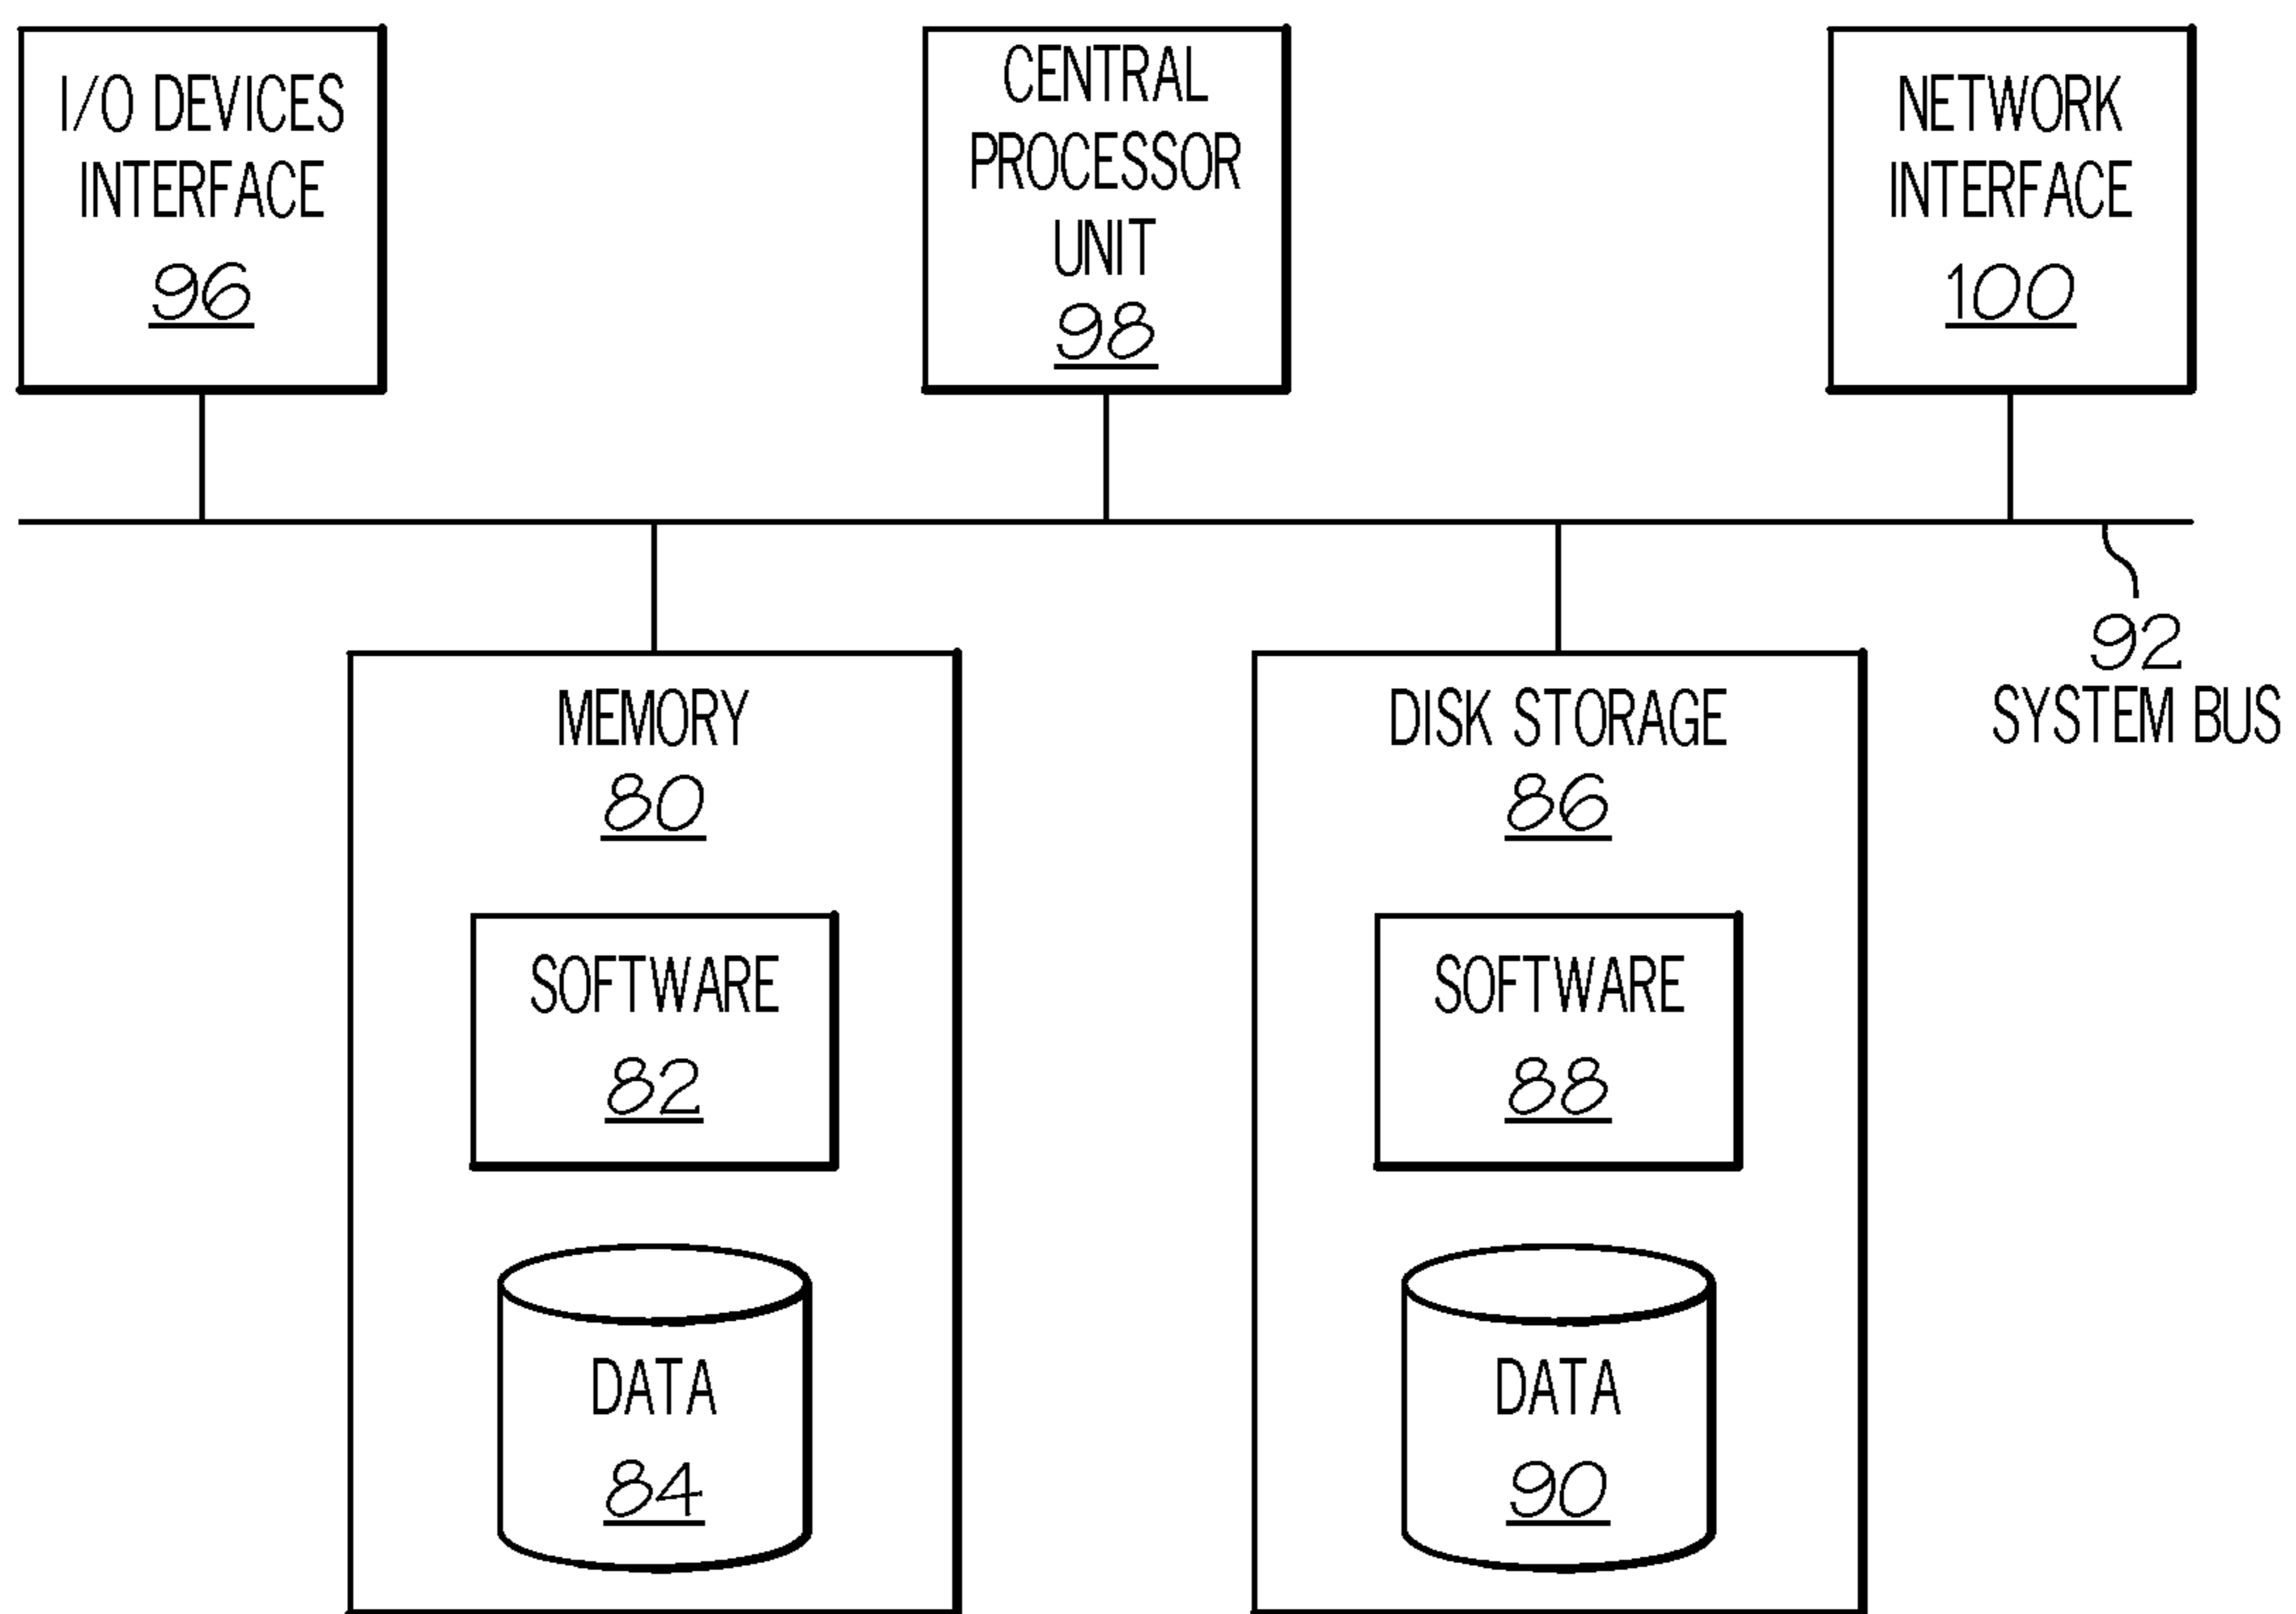 I/O DEVICES
INTERFACE
96
CENTRAL
PROCESSOR
UNIT
98
NETWORK
INTERFACE
100
92
SYSTEM BUS
MEMORY
80
SOFTWARE
82
DATA
84
DISK STORAGE
86
SOFTWARE
88
DATA
90